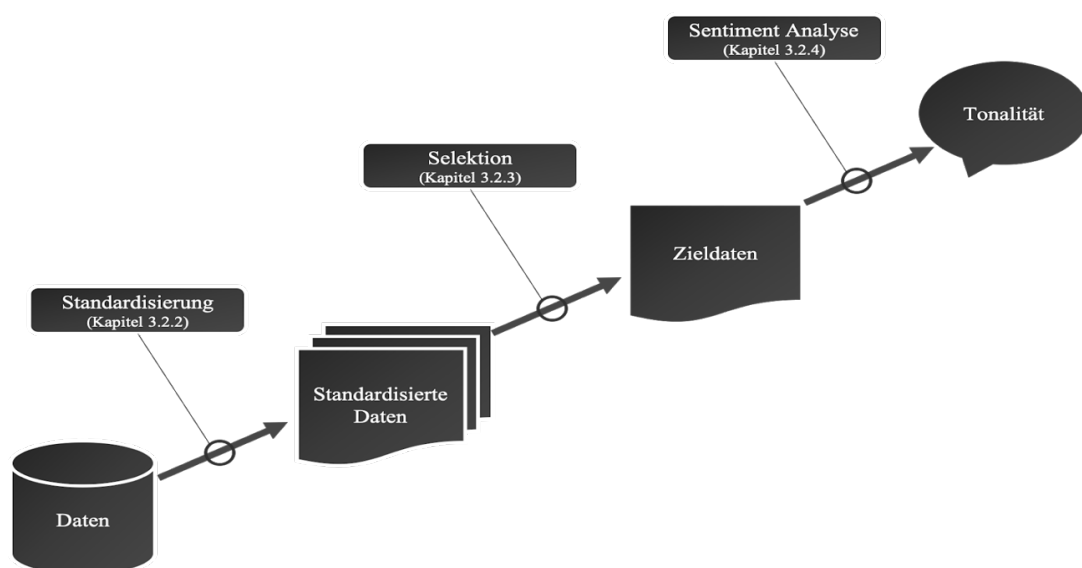 Sentiment Analyse
(Kapitel 3.2.4)
Tonalität
Selektion
(Kapitel 3.2.3)
Zieldaten
Standardisierung
(Kapitel 3.2.2)
Standardisierte
Daten
Daten